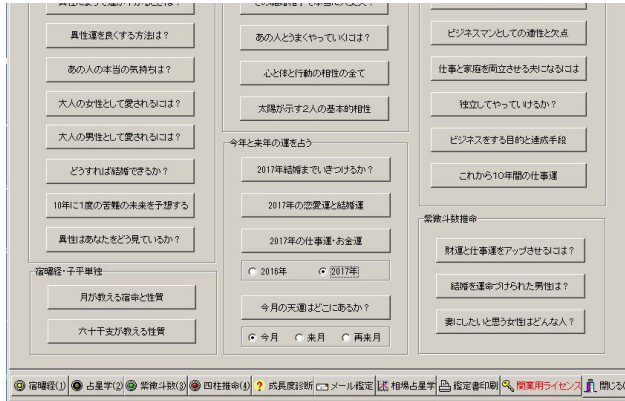 異性運を良くする方法は？
あの人の本当の気持ちは？
大人の女性として愛されるには？
大人の男性として愛されるには？
どうすれば結婚できるか？
10年に1度の苦難の未来を予想する
異性はあなたをどう見ているか？
宿曜経・子平単独
月が教える宿命と性質
六十干支が教える性質
あの人とうまくやっていくには？
心と体と行動の相性の全て
太陽が示す2人の基本的相性
今年と来年の運を占う
2017年結婚までいきつけるか？
2017年の恋愛運と結婚運
2017年の仕事運・お金運
2016年 2017年
今月の天運はどこにあるか？
今月 来月 再来月
ビジネスマンとしての適性と欠点
仕事と家庭を両立させる夫になるには
独立してやっていけるか？
ビジネスをする目的と達成手段
これから10年間の仕事運
紫微斗数推命
財運と仕事運をアップさせるには？
結婚を運命づけられた男性は？
妻にしたいと思う女性はどんな人？
宿曜経(1) 占星学(2) 紫微斗数(3) 四柱推命(4) 成長度診断 メール鑑定 相場占星学 鑑定書印刷 開業用ライセンス 閉じる(